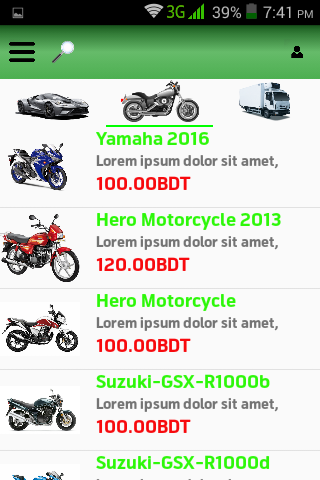 3G 39% 7:41 PM
Yamaha 2016
Lorem ipsum dolor sit amet,
100.00BDT
Hero Motorcycle 2013
Lorem ipsum dolor sit amet,
120.00BDT
Hero Motorcycle
Lorem ipsum dolor sit amet,
100.00BDT
Suzuki-GSX-R1000b
Lorem ipsum dolor sit amet,
100.00BDT
Suzuki-GSX-R1000d